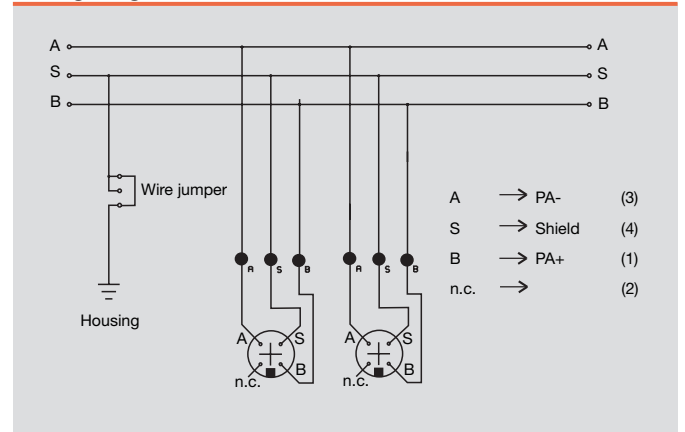 A A
S S
B B
Wire jumper
A → PA- (3)
S → Shield (4)
B → PA+ (1)
n.c. → (2)
A S B A S B
Housing
A S A S
B B
n.c. n.c.